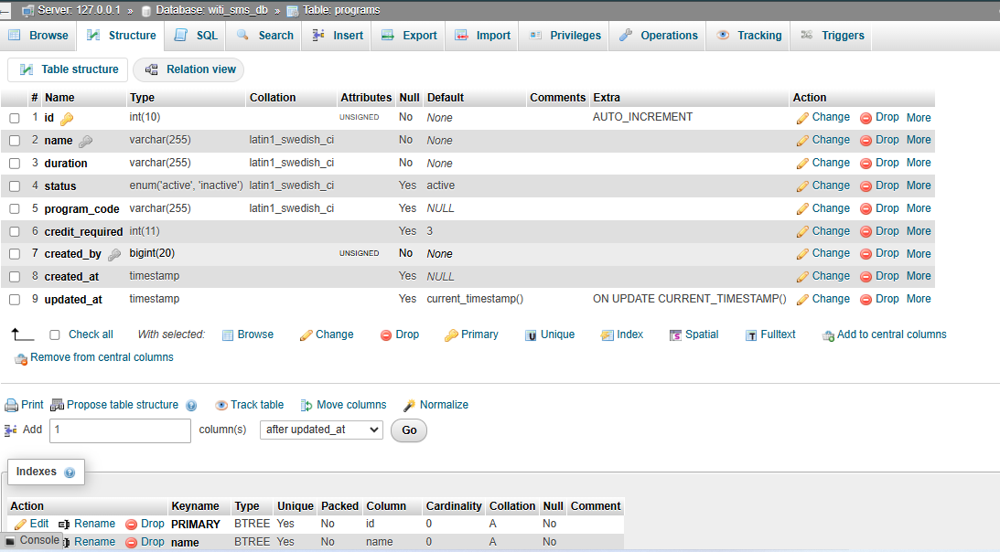 Server: 127.0.0.1 » Database: witi_sms_db » Table: programs
Browse Structure SQL Search Insert Export Import Privileges Operations Tracking Triggers
Table structure Relation view
# Name Type Collation Attributes Null Default Comments Extra Action
1 id int(10) UNSIGNED No None AUTO_INCREMENT Change Drop More
2 name varchar(255) latin1_swedish_ci No None Change Drop More
3 duration varchar(255) latin1_swedish_ci No None Change Drop More
4 status enum('active', 'inactive') latin1_swedish_ci Yes active Change Drop More
5 program_code varchar(255) latin1_swedish_ci Yes NULL Change Drop More
6 credit_required int(11) Yes 3 Change Drop More
7 created_by bigint(20) UNSIGNED No None Change Drop More
8 created_at timestamp Yes NULL Change Drop More
9 updated_at timestamp Yes current_timestamp() ON UPDATE CURRENT_TIMESTAMP() Change Drop More
Check all With selected: Browse Change Drop Primary Unique Index Spatial Fulltext Add to central columns
Remove from central columns
Print Propose table structure Track table Move columns Normalize
Add 1 column(s) after updated_at Go
Indexes
Action Keyname Type Unique Packed Column Cardinality Collation Null Comment
Edit Rename Drop PRIMARY BTREE Yes No id 0 A No
Console Rename Drop name BTREE Yes No name 0 A No